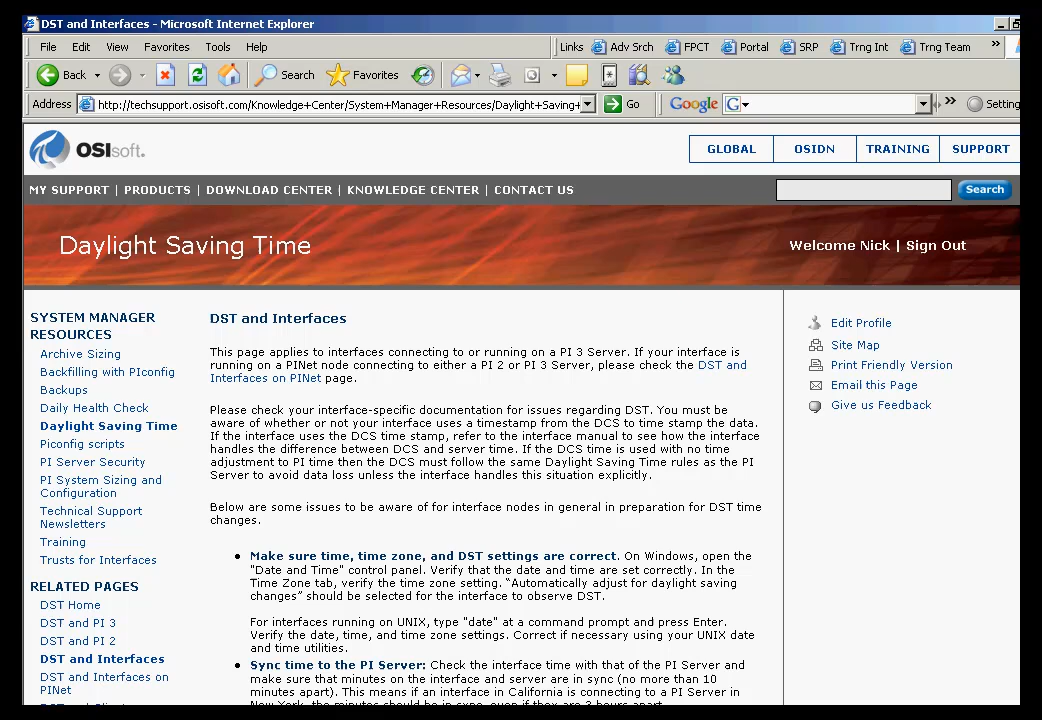 DST and Interfaces - Microsoft Internet Explorer
File Edit View Favorites Tools Help Links Adv Srch FPCT Portal SRP Trng Int Trng Team »
Back Search Favorites
Address http://techsupport.osisoft.com/Knowledge+Center/System+Manager+Resources/Daylight+Saving+ Go Google G » Setting
OSIsoft.
GLOBAL OSIDN TRAINING SUPPORT
MY SUPPORT | PRODUCTS | DOWNLOAD CENTER | KNOWLEDGE CENTER | CONTACT US Search
Daylight Saving Time
Welcome Nick | Sign Out
SYSTEM MANAGER
RESOURCES
Archive Sizing
Backfilling with PIconfig
Backups
Daily Health Check
Daylight Saving Time
Piconfig scripts
PI Server Security
PI System Sizing and
Configuration
Technical Support
Newsletters
Training
Trusts for Interfaces
RELATED PAGES
DST Home
DST and PI 3
DST and PI 2
DST and Interfaces
DST and Interfaces on
PINet
DST and Interfaces
This page applies to interfaces connecting to or running on a PI 3 Server. If your interface is
running on a PINet node connecting to either a PI 2 or PI 3 Server, please check the DST and
Interfaces on PINet page.
Please check your interface-specific documentation for issues regarding DST. You must be
aware of whether or not your interface uses a timestamp from the DCS to time stamp the data.
If the interface uses the DCS time stamp, refer to the interface manual to see how the interface
handles the difference between DCS and server time. If the DCS time is used with no time
adjustment to PI time then the DCS must follow the same Daylight Saving Time rules as the PI
Server to avoid data loss unless the interface handles this situation explicitly.
Below are some issues to be aware of for interface nodes in general in preparation for DST time
changes.
• Make sure time, time zone, and DST settings are correct. On Windows, open the
"Date and Time" control panel. Verify that the date and time are set correctly. In the
Time Zone tab, verify the time zone setting. “Automatically adjust for daylight saving
changes” should be selected for the interface to observe DST.
For interfaces running on UNIX, type "date" at a command prompt and press Enter.
Verify the date, time, and time zone settings. Correct if necessary using your UNIX date
and time utilities.
• Sync time to the PI Server: Check the interface time with that of the PI Server and
make sure that minutes on the interface and server are in sync (no more than 10
minutes apart). This means if an interface in California is connecting to a PI Server in
New York, the minutes should be in sync, even if they are 3 hours apart.
Edit Profile
Site Map
Print Friendly Version
Email this Page
Give us Feedback